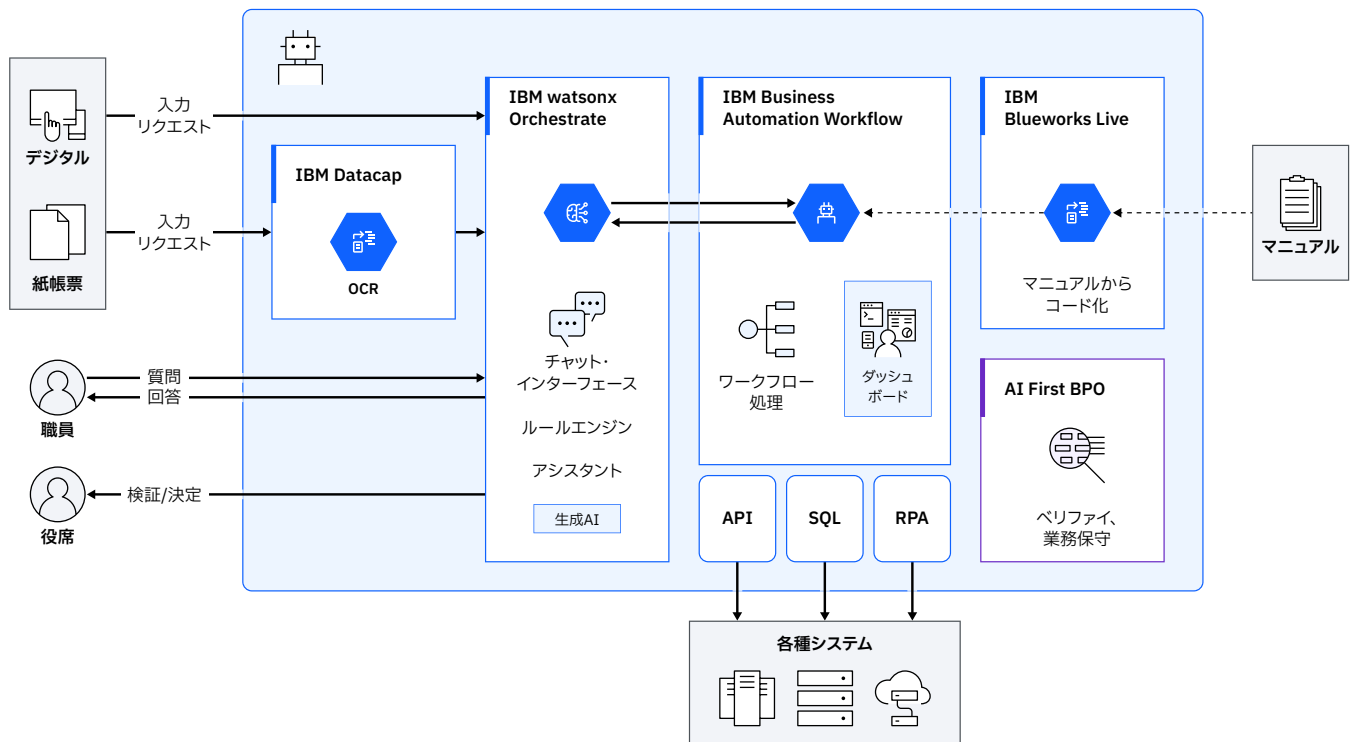 デジタル
紙帳票
入力
リクエスト
入力
リクエスト
IBM Datacap
OCR
IBM watsonx
Orchestrate
チャット・
インターフェース
ルールエンジン
アシスタント
生成AI
IBM Business
Automation Workflow
ワークフロー
処理
ダッシュ
ボード
IBM
Blueworks Live
マニュアルから
コード化
マニュアル
AI First BPO
ベリファイ、
業務保守
質問
回答
職員
検証/決定
役席
API
SQL
RPA
各種システム